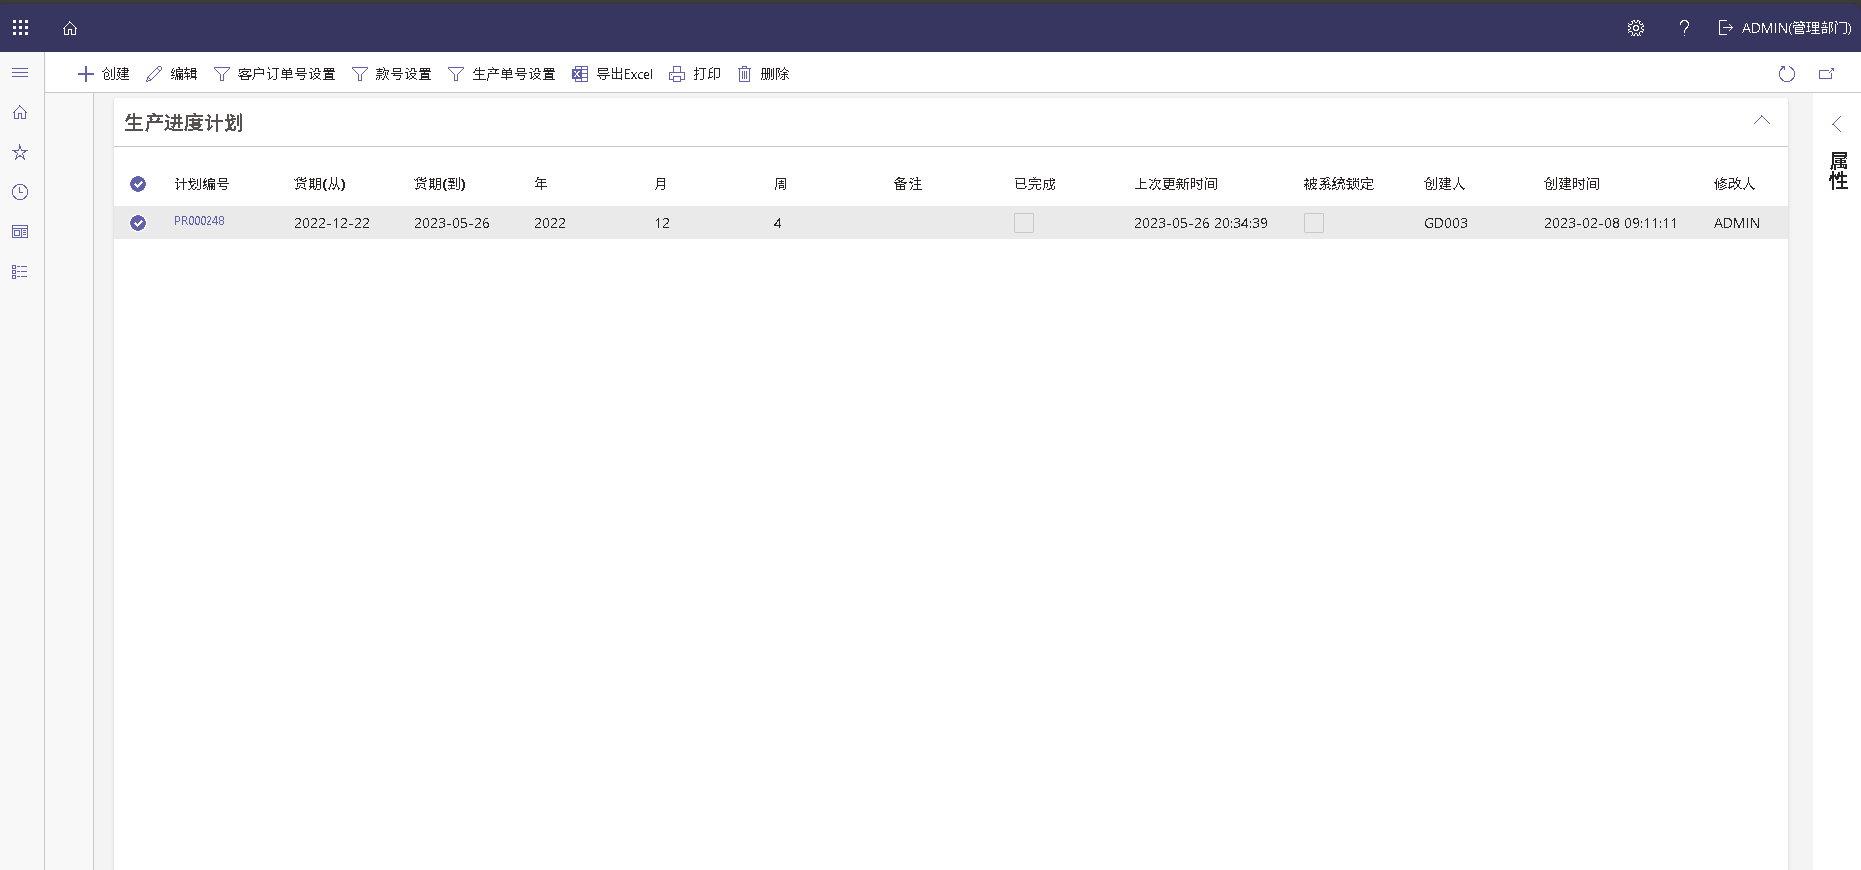 ADMIN(管理部门)
创建 编辑 客户订单号设置 款号设置 生产单号设置 导出Excel 打印 删除
生产进度计划
属性
计划编号 货期(从) 货期(到) 年 月 周 备注 已完成 上次更新时间 被系统锁定 创建人 创建时间 修改人
PR000248 2022-12-22 2023-05-26 2022 12 4 2023-05-26 20:34:39 GD003 2023-02-08 09:11:11 ADMIN